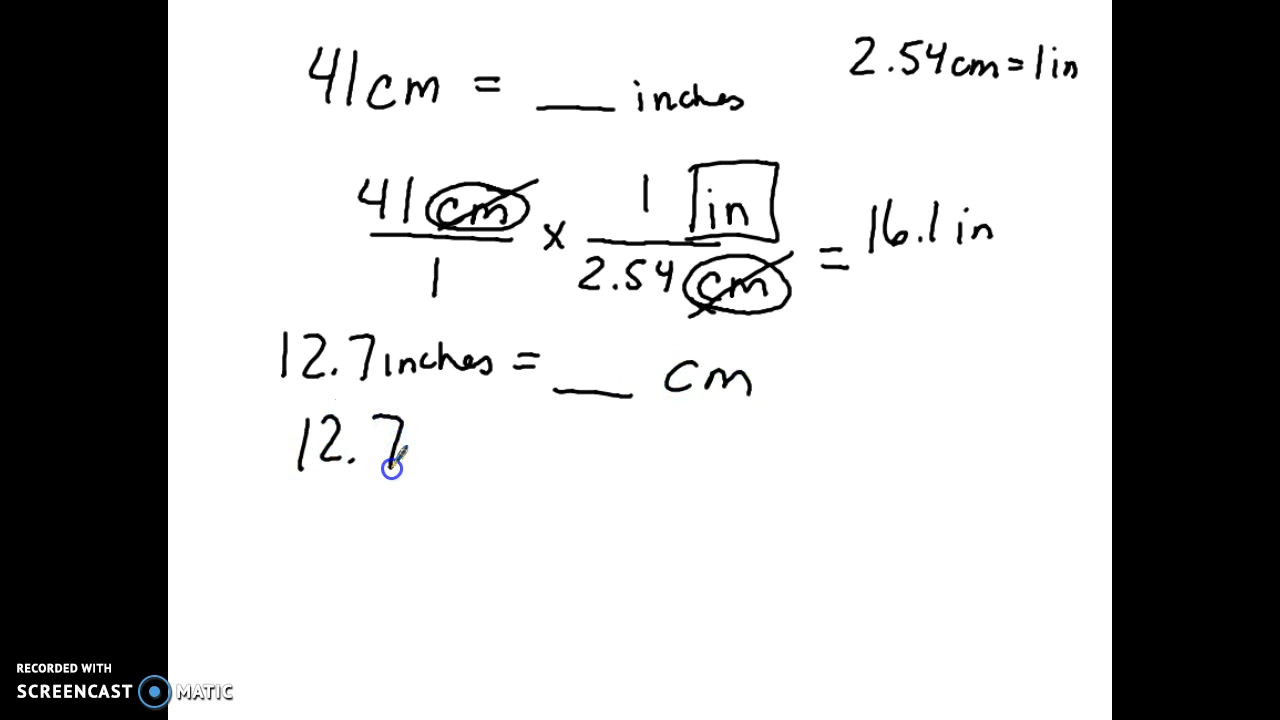 41cm = ___ inches
2.54cm = 1in
41 cm
1
x
1 in
2.54 cm
= 16.1 in
12.7 inches = ___ cm
12.7
RECORDED WITH
SCREENCAST MATIC